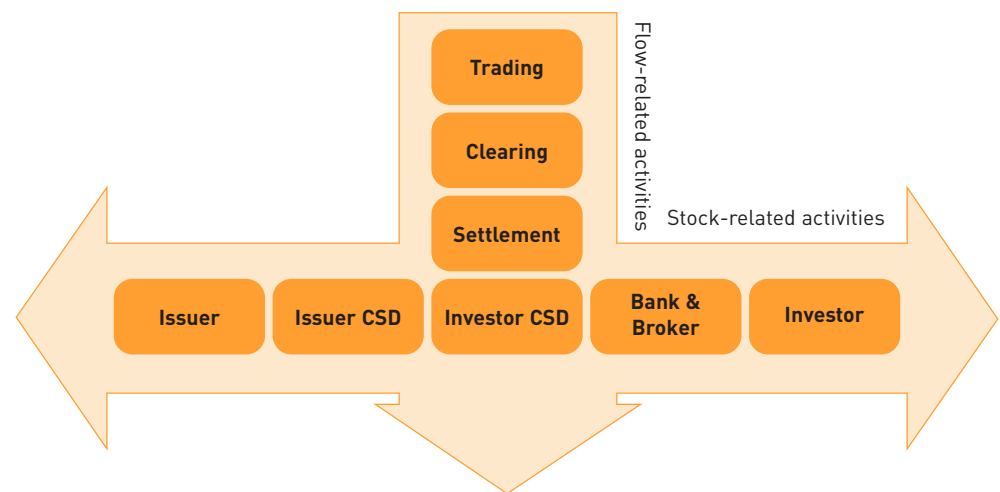 Trading
Flow-related activities
Clearing
Settlement
Stock-related activities
Issuer
Issuer CSD
Investor CSD
Bank &
Broker
Investor